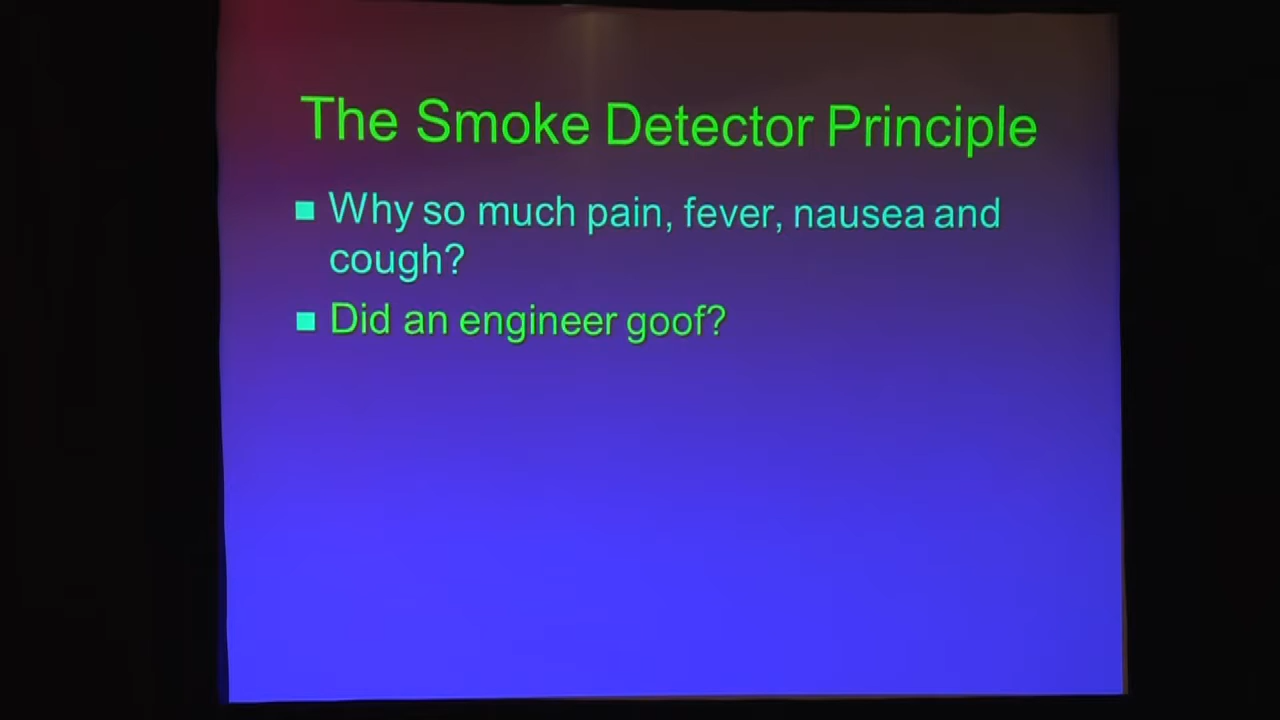 The Smoke Detector Principle
Why so much pain, fever, nausea and
cough?
Did an engineer goof?